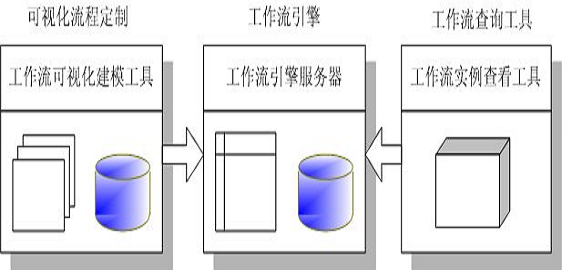 可视化流程定制
工作流引擎
工作流查询工具
工作流可视化建模工具
工作流引擎服务器
工作流实例查看工具